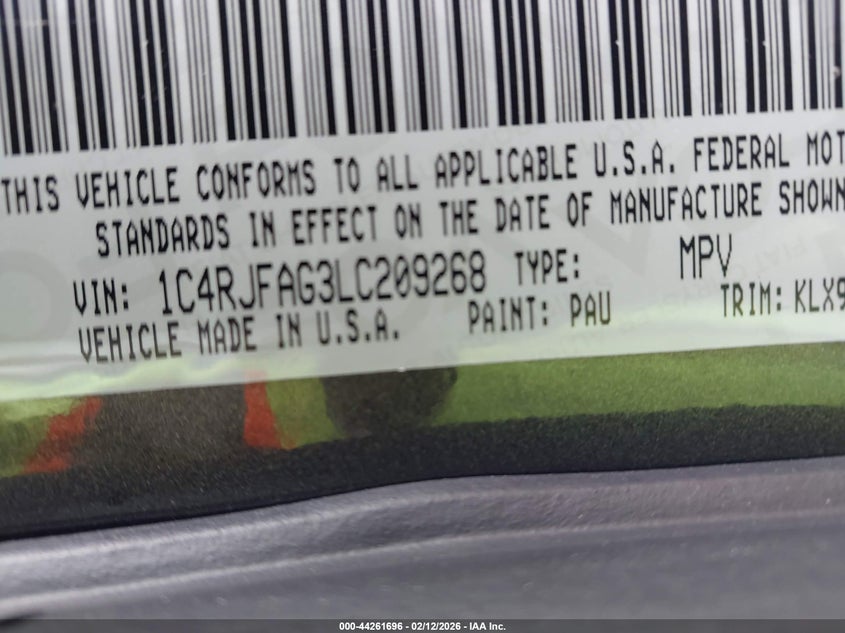 THIS VEHICLE CONFORMS TO ALL APPLICABLE U.S.A. FEDERAL MOT
STANDARDS IN EFFECT ON THE DATE OF MANUFACTURE SHOWN
VIN: 1C4RJFAG3LC209268 TYPE: MPV
VEHICLE MADE IN U.S.A. PAINT: PAU TRIM: KLX9
000-44261696 - 02/12/2026 - IAA Inc.